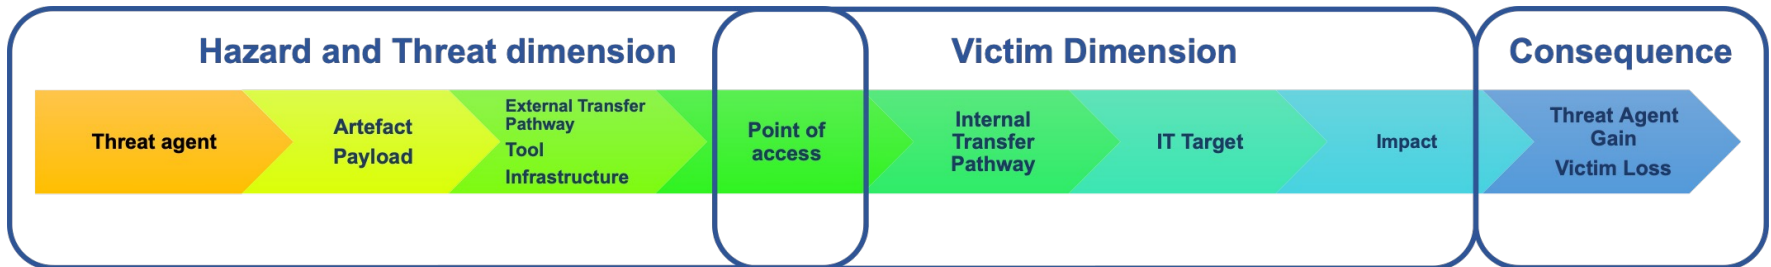 Hazard and Threat dimension
Victim Dimension
Consequence
Threat agent
Artefact
Payload
External Transfer
Pathway
Tool
Infrastructure
Point of
access
Internal
Transfer
Pathway
IT Target
Impact
Threat Agent
Gain
Victim Loss